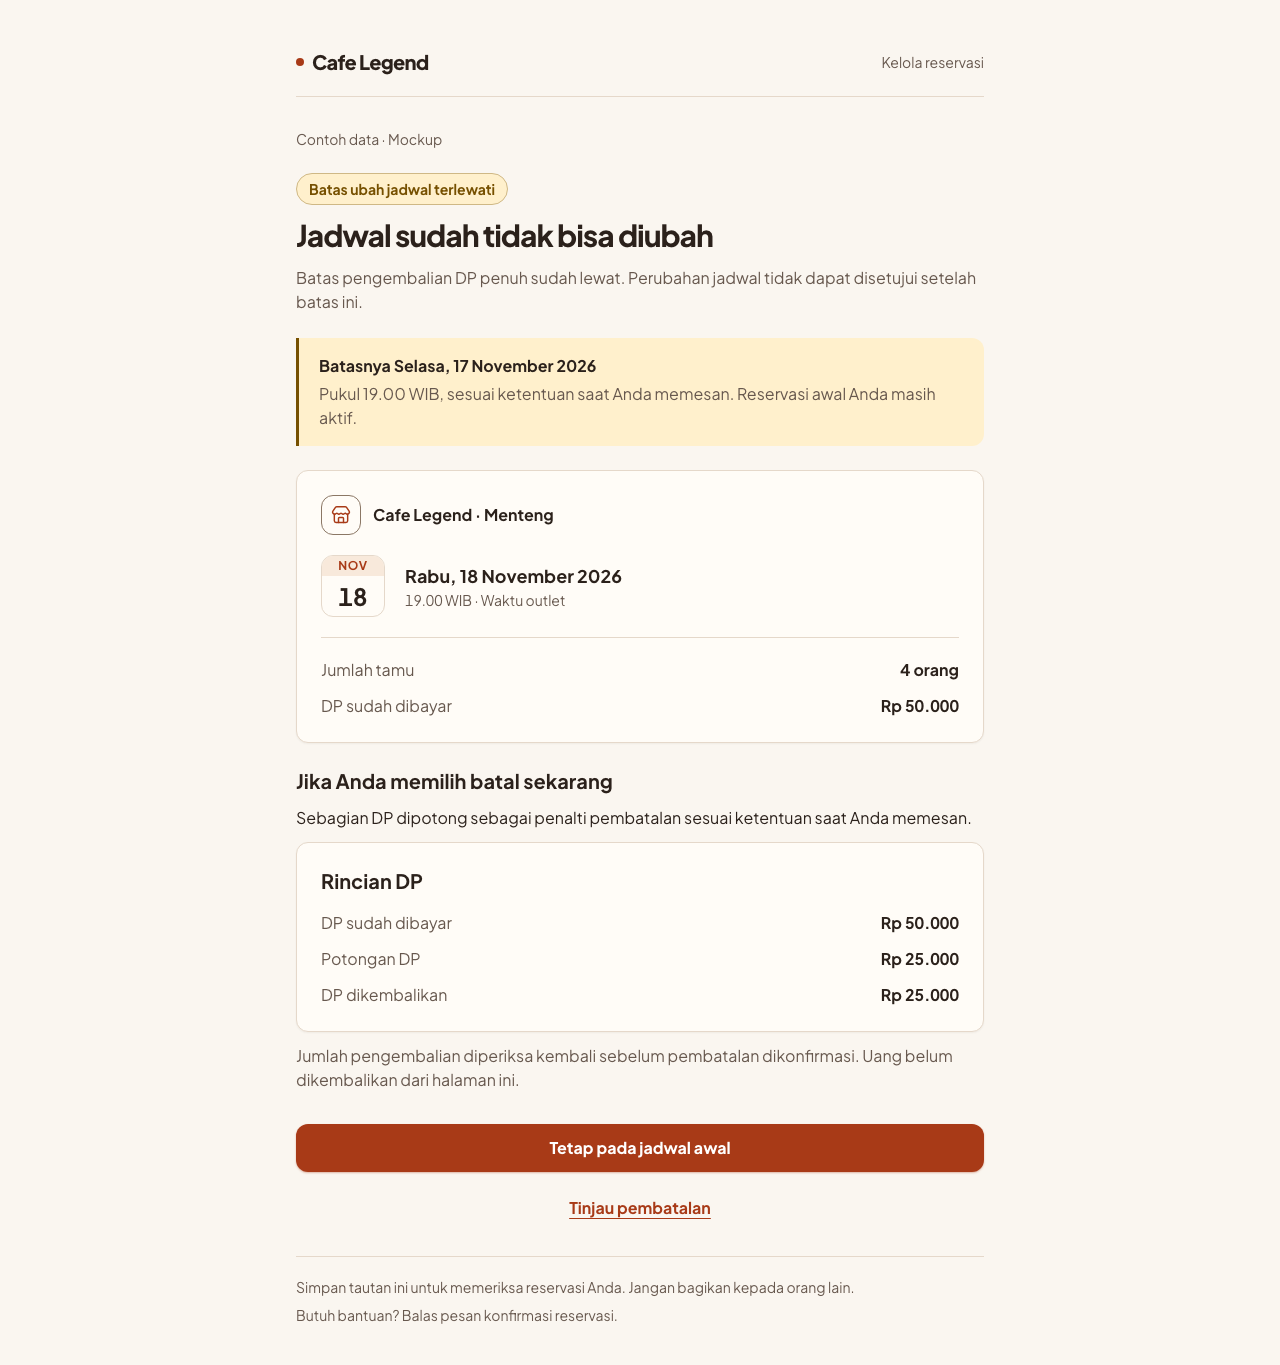 Cafe Legend
Kelola reservasi
Contoh data · Mockup
Batas ubah jadwal terlewati
Jadwal sudah tidak bisa diubah
Batas pengembalian DP penuh sudah lewat. Perubahan jadwal tidak dapat disetujui setelah
batas ini.
Batasnya Selasa, 17 November 2026
Pukul 19.00 WIB, sesuai ketentuan saat Anda memesan. Reservasi awal Anda masih
aktif.
Cafe Legend · Menteng
NOV
18
Rabu, 18 November 2026
19.00 WIB · Waktu outlet
Jumlah tamu
4 orang
DP sudah dibayar
Rp 50.000
Jika Anda memilih batal sekarang
Sebagian DP dipotong sebagai penalti pembatalan sesuai ketentuan saat Anda memesan.
Rincian DP
DP sudah dibayar
Rp 50.000
Potongan DP
Rp 25.000
DP dikembalikan
Rp 25.000
Jumlah pengembalian diperiksa kembali sebelum pembatalan dikonfirmasi. Uang belum
dikembalikan dari halaman ini.
Tetap pada jadwal awal
Tinjau pembatalan
Simpan tautan ini untuk memeriksa reservasi Anda. Jangan bagikan kepada orang lain.
Butuh bantuan? Balas pesan konfirmasi reservasi.